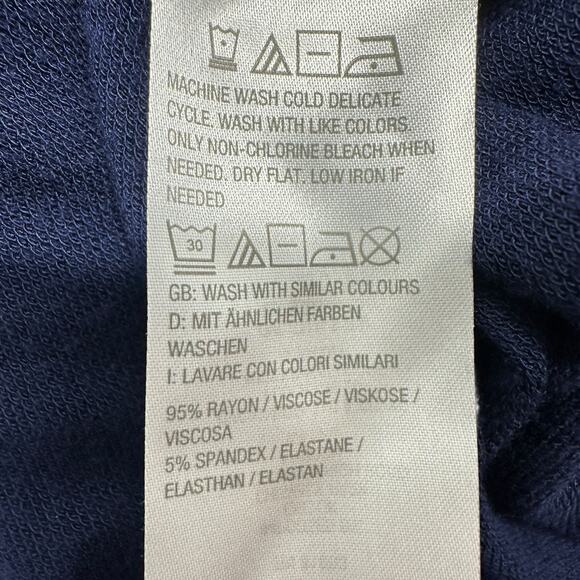 MACHINE WASH COLD DELICATE
CYCLE. WASH WITH LIKE COLORS.
ONLY NON-CHLORINE BLEACH WHEN
NEEDED. DRY FLAT. LOW IRON IF
NEEDED
30
GB: WASH WITH SIMILAR COLOURS
D: MIT ÄHNLICHEN FARBEN
WASCHEN
I: LAVARE CON COLORI SIMILARI
95% RAYON / VISCOSE / VISKOSE /
VISCOSA
5% SPANDEX / ELASTANE /
ELASTHAN / ELASTAN